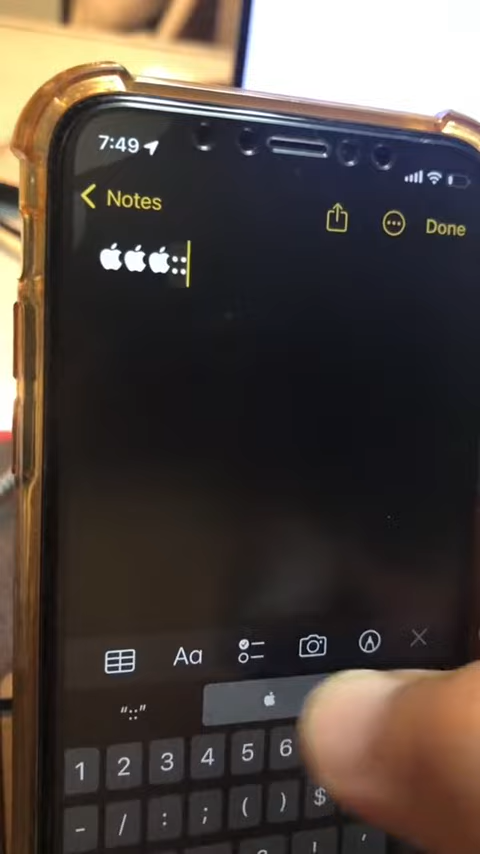 7:49
Notes
Done
::
Aa
“::”
1 2 3 4 5 6
- / : ; ( ) $